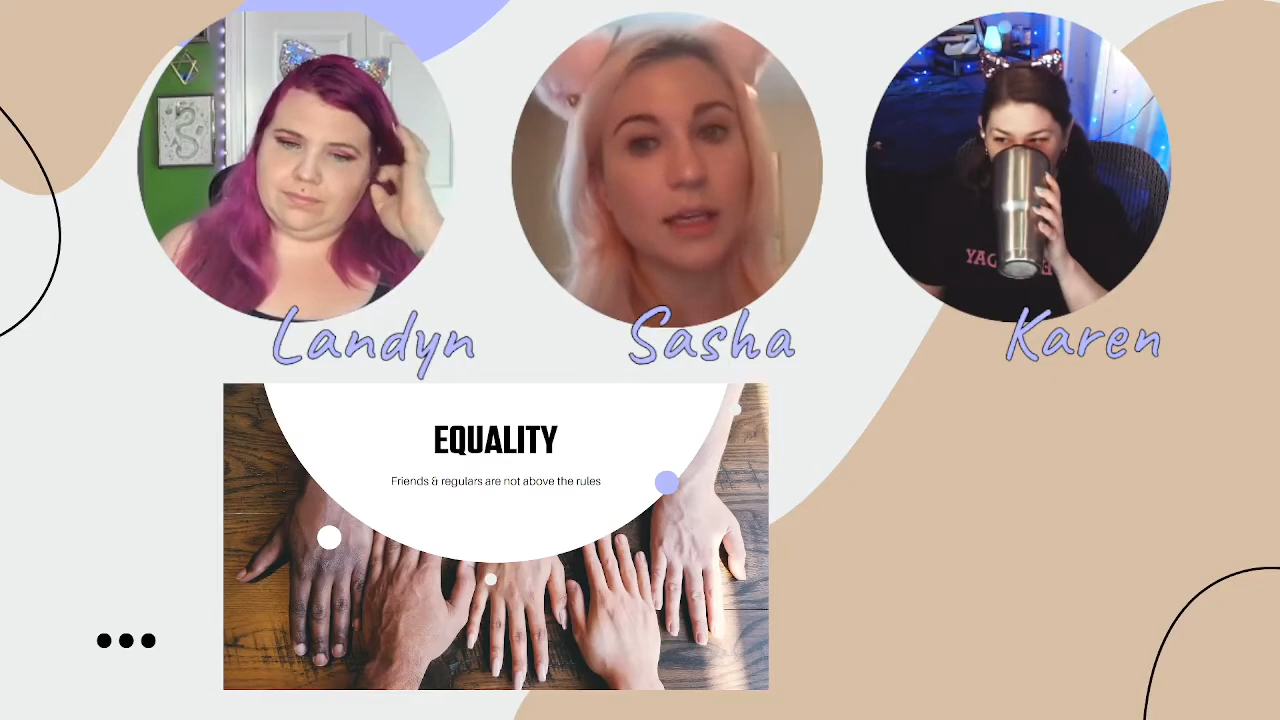 Landyn
Sasha
Karen
EQUALITY
Friends & regulars are not above the rules